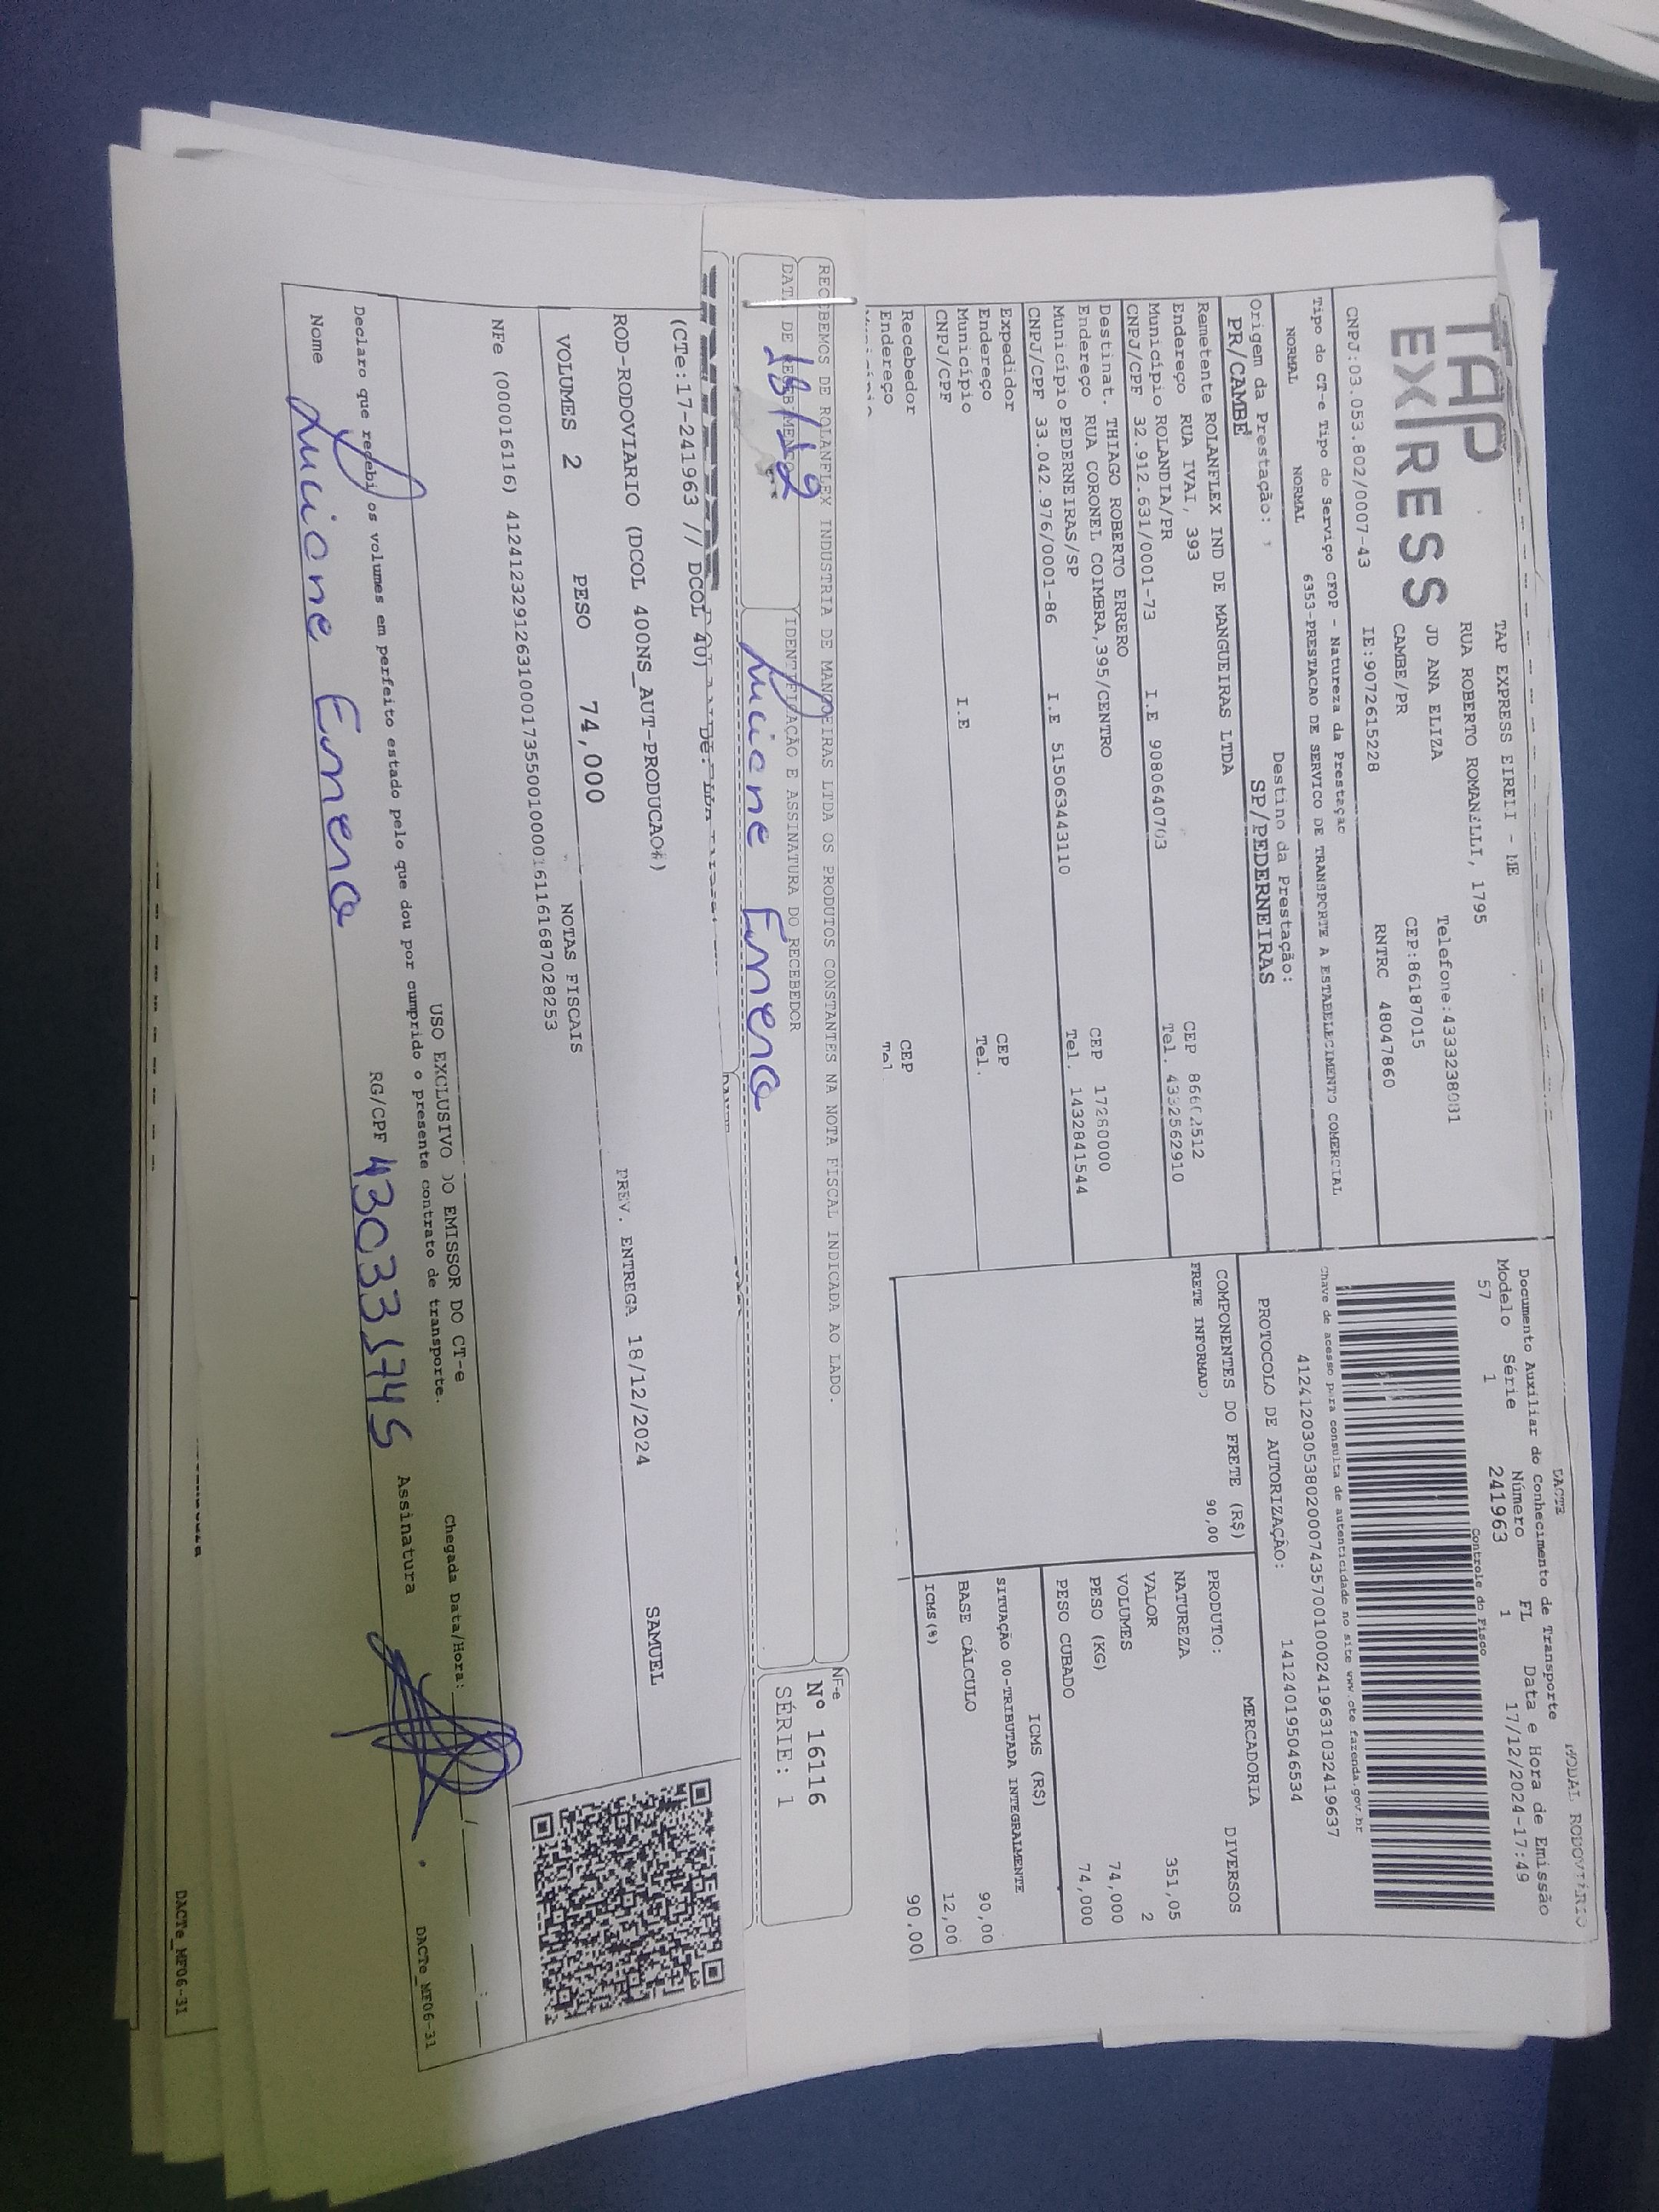 MODAL RODOVIÁRIO
TAP EXPRESS
TAP EXPRESS EIRELI - ME
RUA ROBERTO ROMANELLI, 1795
JD ANA ELIZA
CAMBE/PR
Telefone:4333238081
CEP:86187015
RNTRC 48047860
CNPJ:03.053.802/0007-43 IE:9072615228
DACTE
Documento Auxiliar do Conhecimento de Transporte
Modelo Série Número FL Data e Hora de Emissão
57 1 241963 1 17/12/2024-17:49
Controle do Fisco
Chave de acesso para consulta de autenticidade no site www.cte.fazenda.gov.br
41241203053802000743570010002419631032419637
PROTOCOLO DE AUTORIZAÇÃO: 141240195046534
Tipo do CT-e Tipo do Serviço CFOP - Natureza da Prestação
NORMAL NORMAL 6353-PRESTACAO DE SERVICO DE TRANSPORTE A ESTABELECIMENTO COMERCIAL
Origem da Prestação: Destino da Prestação:
PR/CAMBE SP/PEDERNEIRAS
Remetente ROLANFLEX IND DE MANGUEIRAS LTDA
Endereço RUA IVAI, 393 CEP 86602512
Município ROLANDIA/PR Tel. 4332562910
CNPJ/CPF 32.912.631/0001-73 I.E 9080640703
Destinat. THIAGO ROBERTO ERRERO
Endereço RUA CORONEL COIMBRA,395/CENTRO CEP 17280000
Município PEDERNEIRAS/SP Tel. 1432841544
CNPJ/CPF 33.042.976/0001-86 I.E 515063443110
Expedidor
Endereço CEP
Município Tel.
CNPJ/CPF I.E
Recebedor
Endereço CEP
Tel
COMPONENTES DO FRETE (R$)
FRETE INFORMADO 90,00
MERCADORIA
PRODUTO: DIVERSOS
NATUREZA
VALOR 351,05
VOLUMES 2
PESO (KG) 74,000
PESO CUBADO 74,000
ICMS (R$)
SITUAÇÃO 00-TRIBUTADA INTEGRALMENTE
BASE CÁLCULO 90,00
ICMS(%) 12,00
90,00
RECEBEMOS DE ROLANFLEX INDUSTRIA DE MANGUEIRAS LTDA OS PRODUTOS CONSTANTES NA NOTA FISCAL INDICADA AO LADO.
DATA DE RECEBIMENTO IDENTIFICAÇÃO E ASSINATURA DO RECEBEDOR
18/12 Luciene Errero
NF-e
Nº 16116
SÉRIE: 1
(CTe:17-241963 // DCOL 40)
ROD-RODOVIARIO (DCOL 400NS_AUT-PRODUCAO#)
PREV. ENTREGA 18/12/2024 SAMUEL
VOLUMES 2 PESO 74,000 NOTAS FISCAIS
NFe (000016116) 41241232912631000173550010000161161687028253
USO EXCLUSIVO DO EMISSOR DO CT-e
Chegada Data/Hora: / :
Declaro que recebi os volumes em perfeito estado pelo que dou por cumprido o presente contrato de transporte.
Nome Luciene Errero RG/CPF Assinatura
DACTe_MF06-31
DACTe_MF06-31